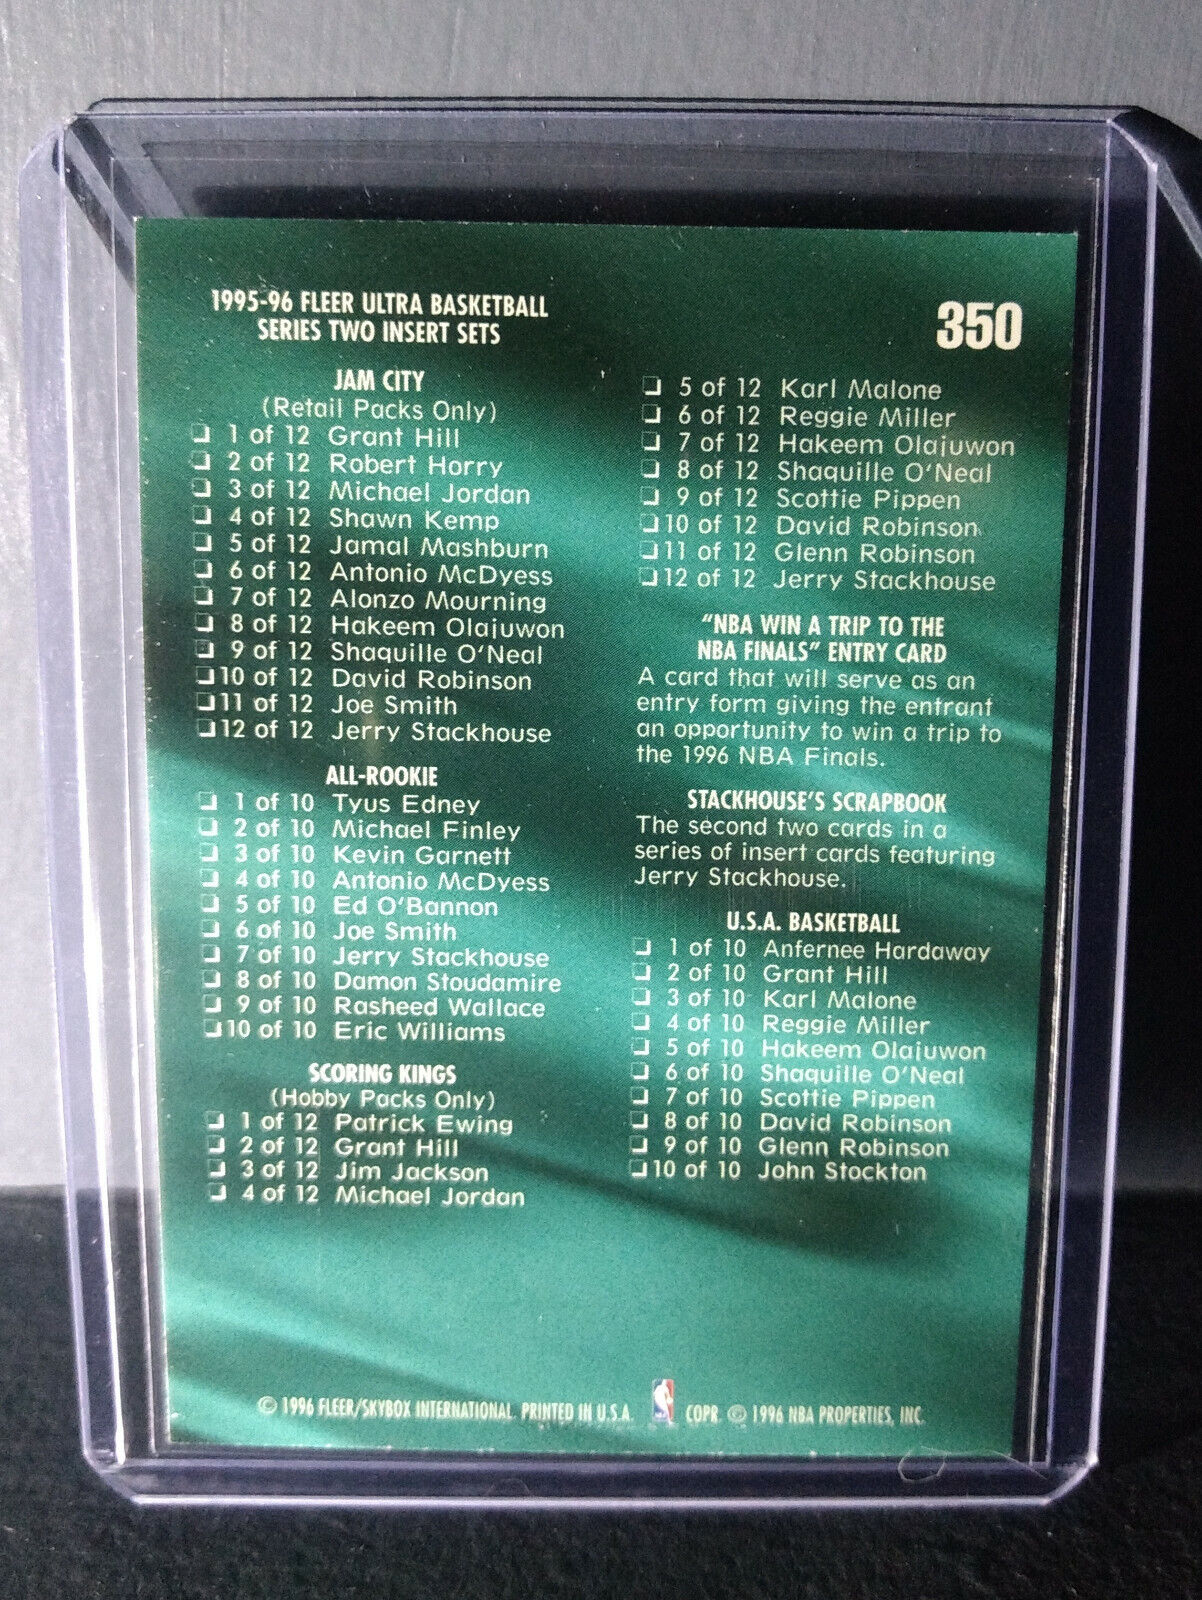 1995-96 FLEER ULTRA BASKETBALL
SERIES TWO INSERT SETS
350
JAM CITY
(Retail Packs Only)
❏ 1 of 12 Grant Hill
❏ 2 of 12 Robert Horry
❏ 3 of 12 Michael Jordan
❏ 4 of 12 Shawn Kemp
❏ 5 of 12 Jamal Mashburn
❏ 6 of 12 Antonio McDyess
❏ 7 of 12 Alonzo Mourning
❏ 8 of 12 Hakeem Olajuwon
❏ 9 of 12 Shaquille O'Neal
❏ 10 of 12 David Robinson
❏ 11 of 12 Joe Smith
❏ 12 of 12 Jerry Stackhouse
ALL-ROOKIE
❏ 1 of 10 Tyus Edney
❏ 2 of 10 Michael Finley
❏ 3 of 10 Kevin Garnett
❏ 4 of 10 Antonio McDyess
❏ 5 of 10 Ed O'Bannon
❏ 6 of 10 Joe Smith
❏ 7 of 10 Jerry Stackhouse
❏ 8 of 10 Damon Stoudamire
❏ 9 of 10 Rasheed Wallace
❏ 10 of 10 Eric Williams
SCORING KINGS
(Hobby Packs Only)
❏ 1 of 12 Patrick Ewing
❏ 2 of 12 Grant Hill
❏ 3 of 12 Jim Jackson
❏ 4 of 12 Michael Jordan
❏ 5 of 12 Karl Malone
❏ 6 of 12 Reggie Miller
❏ 7 of 12 Hakeem Olajuwon
❏ 8 of 12 Shaquille O'Neal
❏ 9 of 12 Scottie Pippen
❏ 10 of 12 David Robinson
❏ 11 of 12 Glenn Robinson
❏ 12 of 12 Jerry Stackhouse
"NBA WIN A TRIP TO THE
NBA FINALS" ENTRY CARD
A card that will serve as an
entry form giving the entrant
an opportunity to win a trip to
the 1996 NBA Finals.
STACKHOUSE'S SCRAPBOOK
The second two cards in a
series of insert cards featuring
Jerry Stackhouse.
U.S.A. BASKETBALL
❏ 1 of 10 Anfernee Hardaway
❏ 2 of 10 Grant Hill
❏ 3 of 10 Karl Malone
❏ 4 of 10 Reggie Miller
❏ 5 of 10 Hakeem Olajuwon
❏ 6 of 10 Shaquille O'Neal
❏ 7 of 10 Scottie Pippen
❏ 8 of 10 David Robinson
❏ 9 of 10 Glenn Robinson
❏ 10 of 10 John Stockton
© 1996 FLEER/SKYBOX INTERNATIONAL. PRINTED IN U.S.A. COPR. © 1996 NBA PROPERTIES, INC.